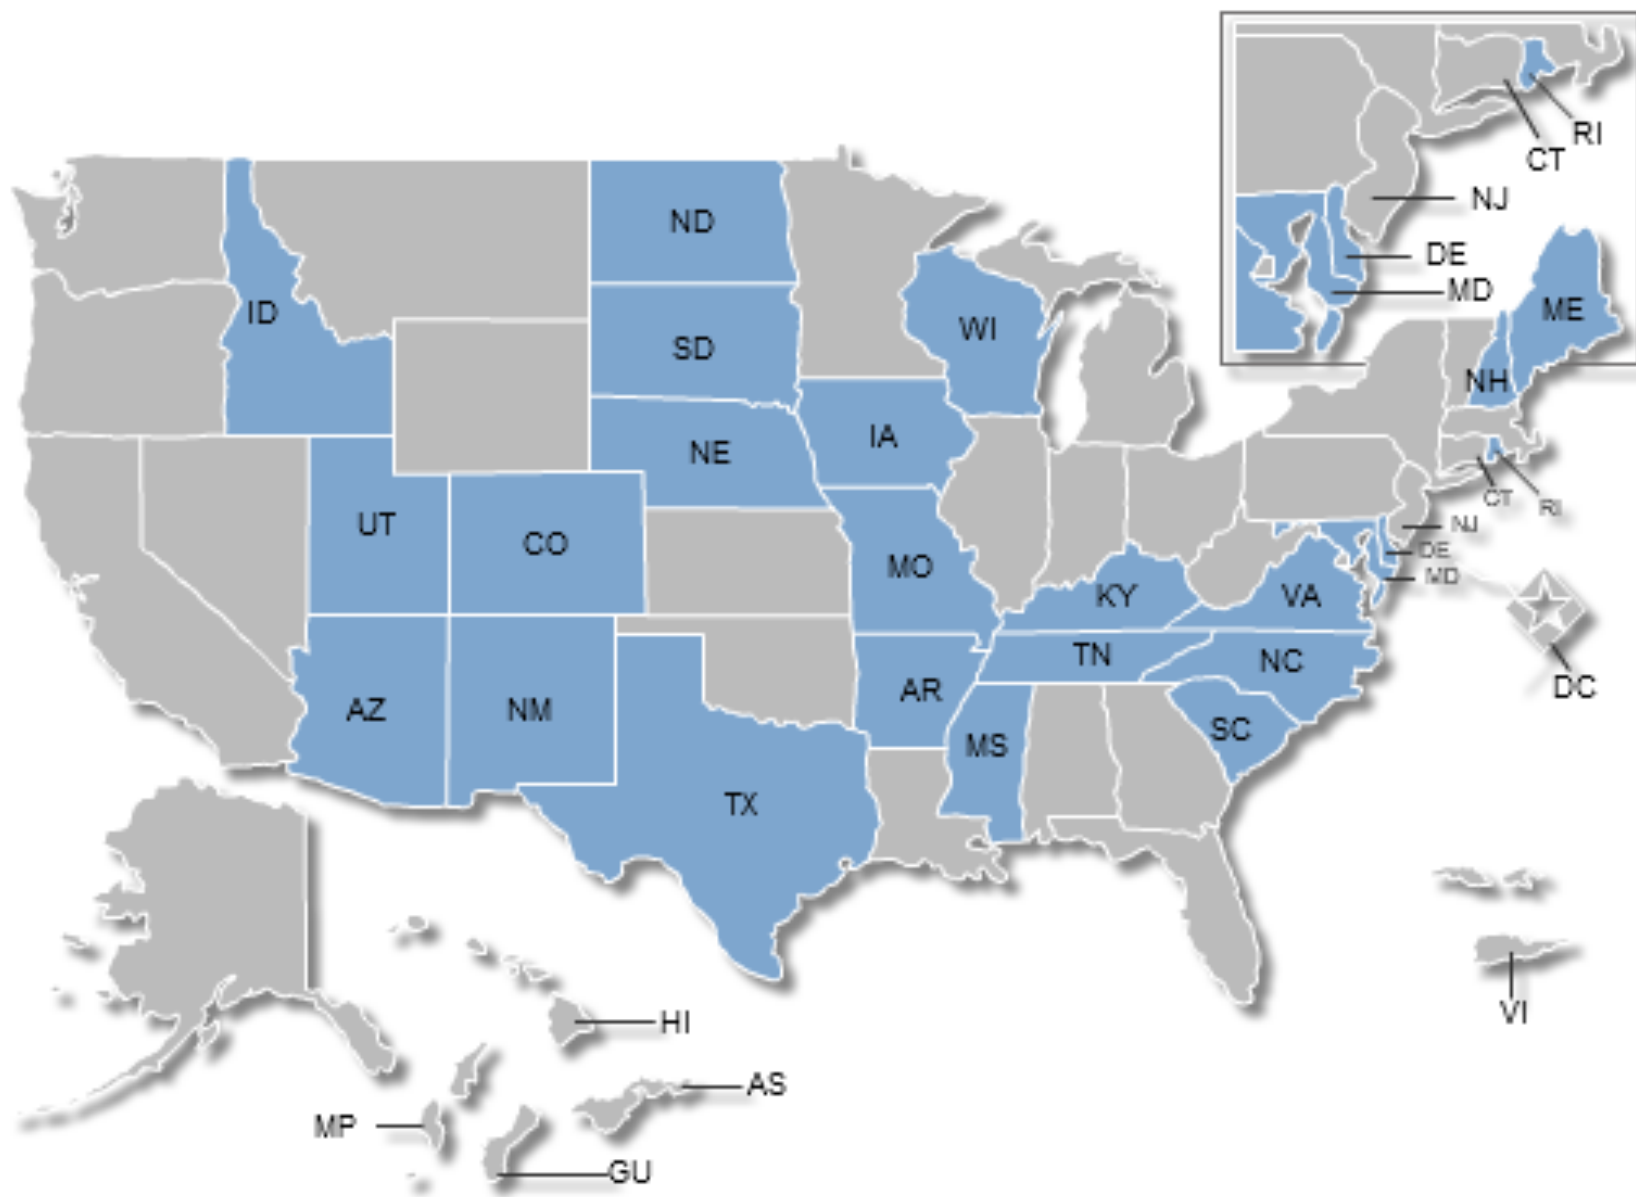 RI
CT
NJ
DE
MD
ME
ND
ID
WI
SD
NH
IA
NE
CT
RI
UT
CO
NJ
DE
MO
MD
KY
VA
TN
NC
DC
AR
AZ
NM
SC
MS
TX
VI
HI
AS
MP
GU